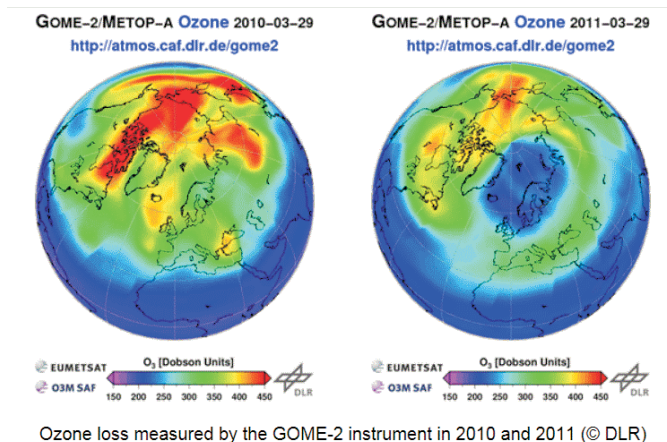 GOME-2/METOP-A Ozone 2010-03-29
http://atmos.caf.dlr.de/gome2
EUMETSAT
O3M SAF
O₃ [Dobson Units]
150 200 250 300 350 400 450
DLR
GOME-2/METOP-A Ozone 2011-03-29
http://atmos.caf.dlr.de/gome2
EUMETSAT
O3M SAF
O₃ [Dobson Units]
150 200 250 300 350 400 450
DLR
Ozone loss measured by the GOME-2 instrument in 2010 and 2011 (© DLR)